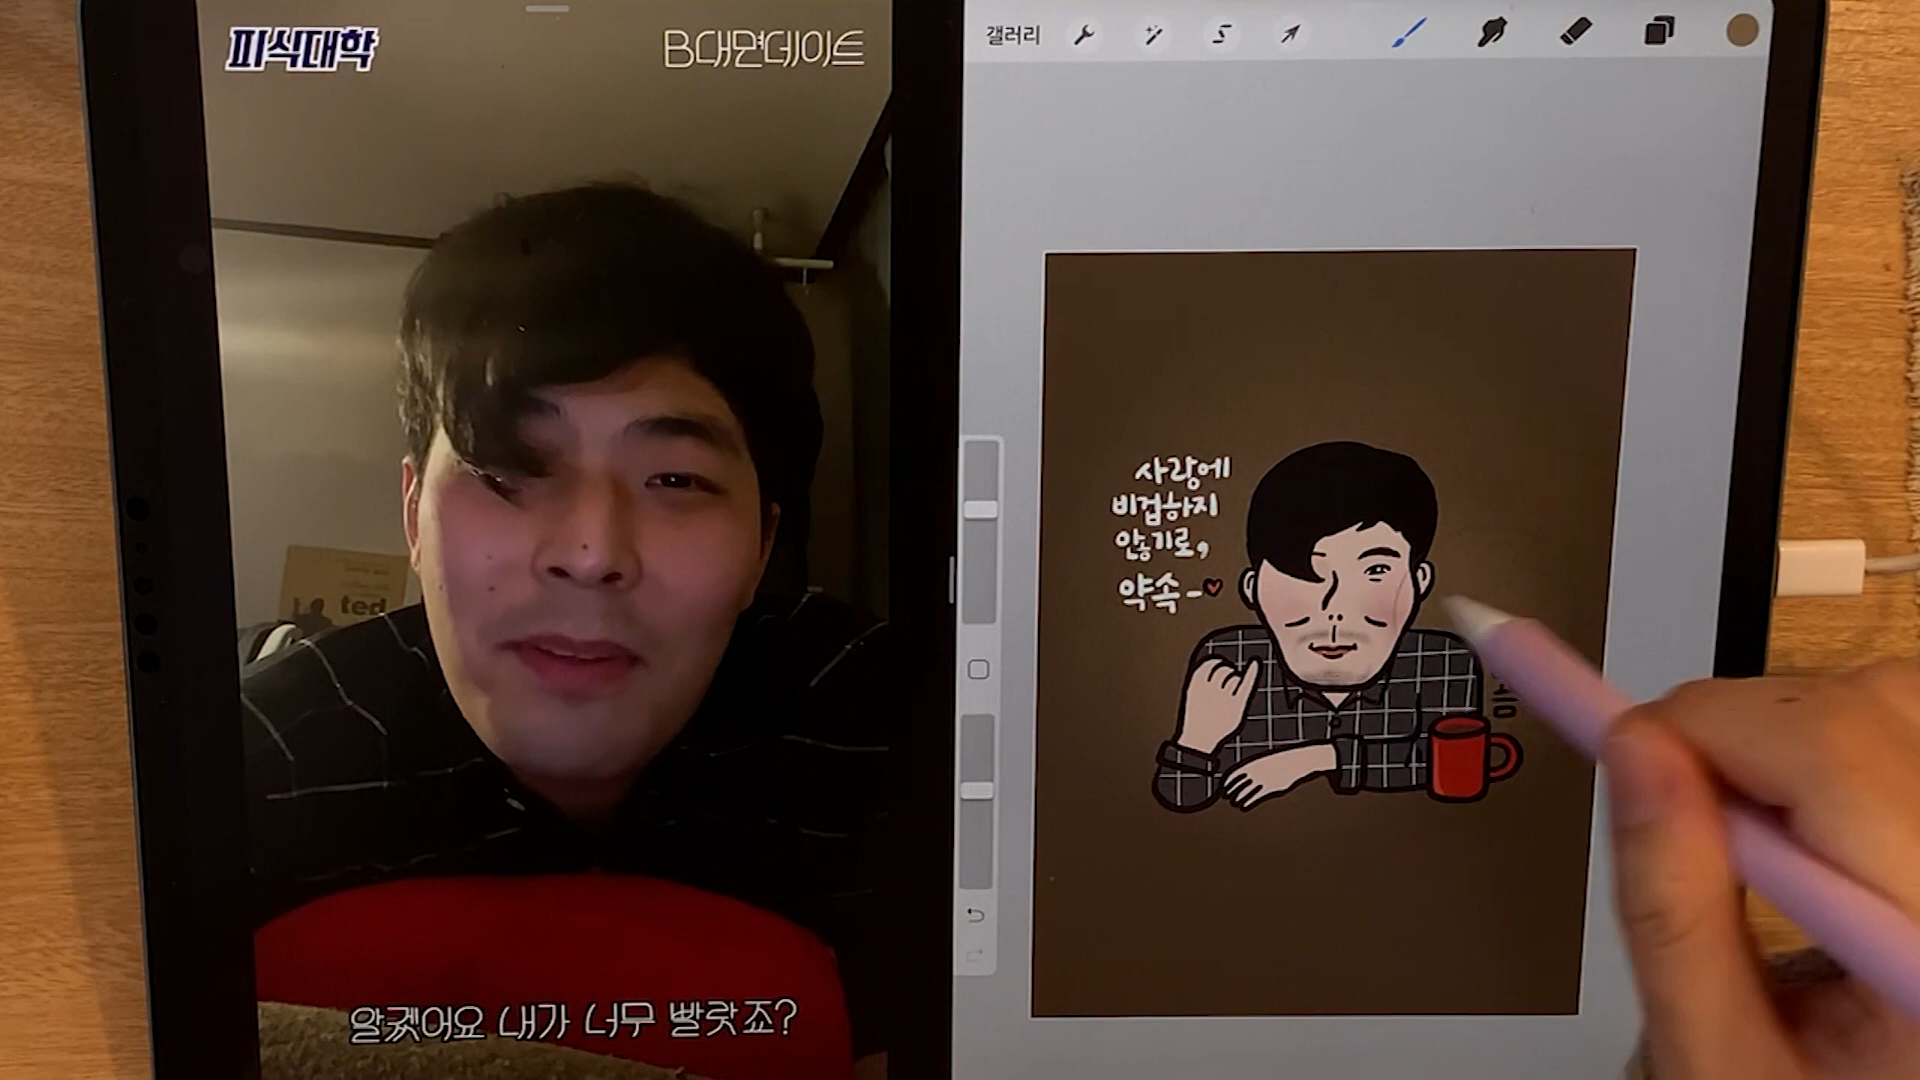 피식대학
B대면데이트
ted
알겠어요 내가 너무 빨랐죠?
갤러리
사랑에
비겁하지
않기로,
약속-♥